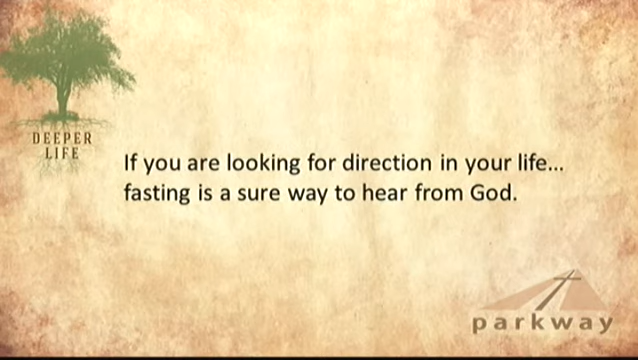 DEEPER
LIFE
If you are looking for direction in your life...
fasting is a sure way to hear from God.
parkway